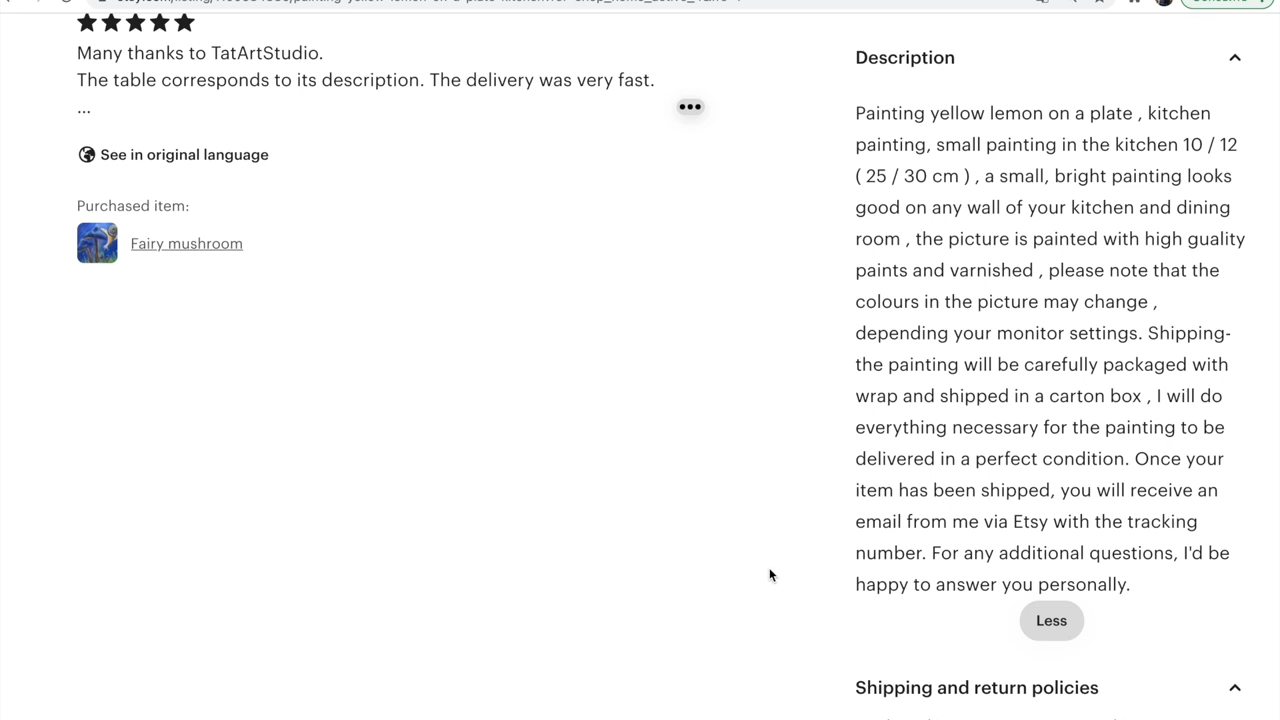 Many thanks to TatArtStudio.
The table corresponds to its description. The delivery was very fast.
...
See in original language
Purchased item:
Fairy mushroom
Description
Painting yellow lemon on a plate , kitchen
painting, small painting in the kitchen 10 / 12
( 25 / 30 cm ) , a small, bright painting looks
good on any wall of your kitchen and dining
room , the picture is painted with high guality
paints and varnished , please note that the
colours in the picture may change ,
depending your monitor settings. Shipping-
the painting will be carefully packaged with
wrap and shipped in a carton box , I will do
everything necessary for the painting to be
delivered in a perfect condition. Once your
item has been shipped, you will receive an
email from me via Etsy with the tracking
number. For any additional questions, I'd be
happy to answer you personally.
Less
Shipping and return policies